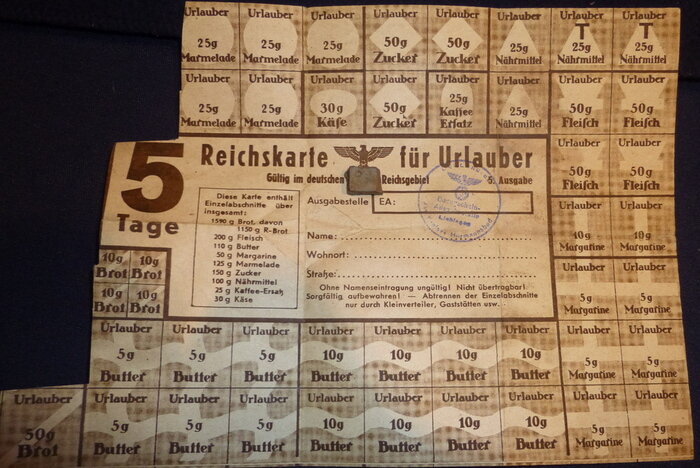 Urlauber Urlauber Urlauber Urlauber Urlauber Urlauber Urlauber Urlauber
T T
25g 25g 25g 50g 50g 25g 25g 25g
Marmelade Marmelade Marmelade Zucker Zucker Nährmittel Nährmittel Nährmittel
Urlauber Urlauber Urlauber Urlauber Urlauber Urlauber Urlauber Urlauber
25g 25g 30g 50g 25g 25g 50g 50g
Marmelade Marmelade Käse Zucker Kaffee Ersatz Nährmittel Fleisch Fleisch
5
Tage
Reichskarte für Urlauber
Gültig im deutschen Reichsgebiet 6. Ausgabe
Ausgabestelle EA:
Name:
Wohnort:
Straße:
Ohne Namenseintragung ungültig! Nicht übertragbar!
Sorgfältig aufbewahren! — Abtrennen der Einzelabschnitte
nur durch Kleinverteiler, Gaststätten usw.
Diese Karte enthält
Einzelabschnitte über
insgesamt:
1590 g Brot, davon
1150 g R-Brot
200 g Fleisch
110 g Butter
50 g Margarine
125 g Marmelade
150 g Zucker
100 g Nährmittel
25 g Kaffee-Ersatz
30 g Käse
Urlauber Urlauber
50g 50g
Fleisch Fleisch
Urlauber Urlauber
10g 10g
Margarine Margarine
Urlauber Urlauber
5g 5g
Margarine Margarine
10g 10g
Brot Brot
10g 10g
Brot Brot
Urlauber Urlauber Urlauber Urlauber Urlauber Urlauber Urlauber Urlauber Urlauber
5g 5g 5g 10g 10g 10g 10g 5g 5g
Butter Butter Butter Butter Butter Butter Butter Margarine Margarine
Urlauber Urlauber Urlauber Urlauber Urlauber Urlauber Urlauber Urlauber Urlauber Urlauber
50g 5g 5g 5g 10g 10g 10g 10g 5g 5g
Brot Butter Butter Butter Butter Butter Butter Butter Margarine Margarine